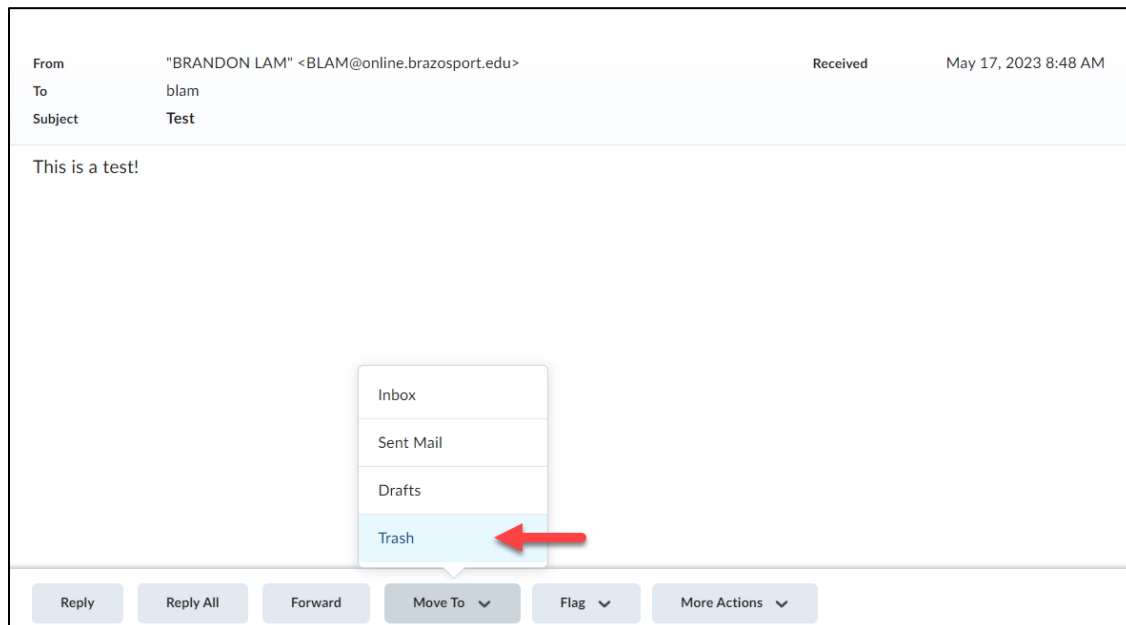 From "BRANDON LAM" <BLAM@online.brazosport.edu> Received May 17, 2023 8:48 AM
To blam
Subject Test
This is a test!
Inbox
Sent Mail
Drafts
Trash
Reply Reply All Forward Move To Flag More Actions